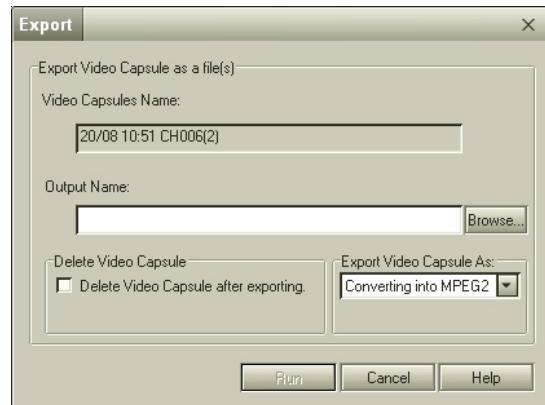 Export
Export Video Capsule as a file(s)
Video Capsules Name:
20/08 10:51 CH006(2)
Output Name:
Browse...
Delete Video Capsule
Delete Video Capsule after exporting.
Export Video Capsule As:
Converting into MPEG2
Run Cancel Help